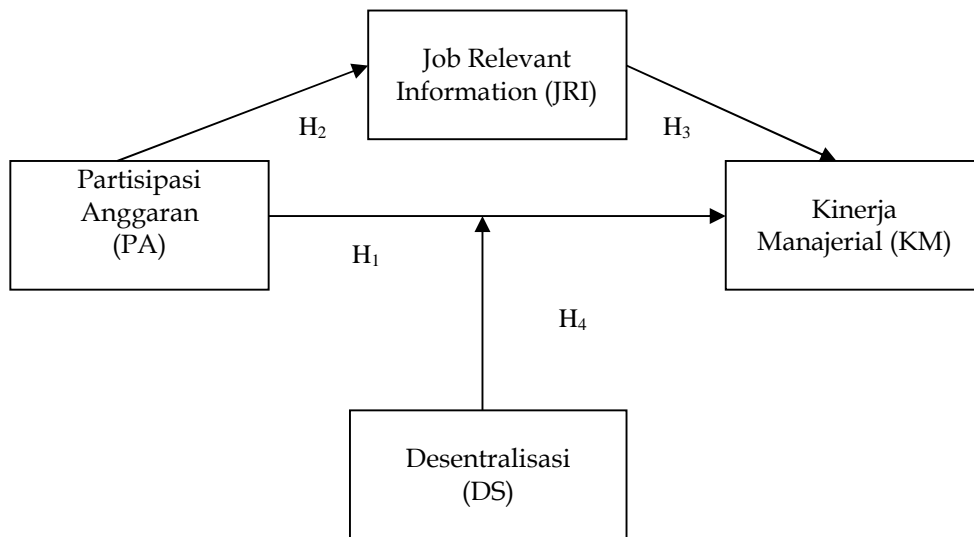 Job Relevant
Information (JRI)
H₂
H₃
Partisipasi
Anggaran
(PA)
Kinerja
Manajerial (KM)
H₁
H₄
Desentralisasi
(DS)